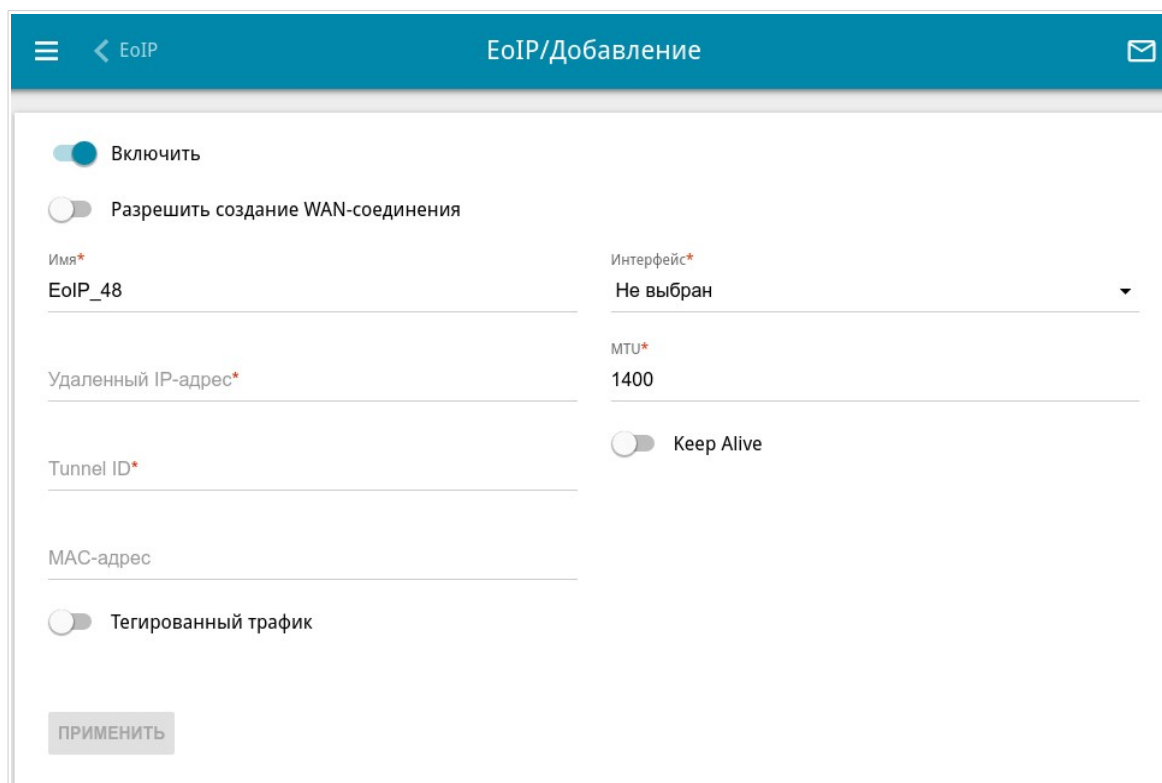 EoIP
EoIP/Добавление
Включить
Разрешить создание WAN-соединения
Имя*
EoIP_48
Интерфейс*
Не выбран
Удаленный IP-адрес*
MTU*
1400
Keep Alive
Tunnel ID*
MAC-адрес
Тегированный трафик
ПРИМЕНИТЬ